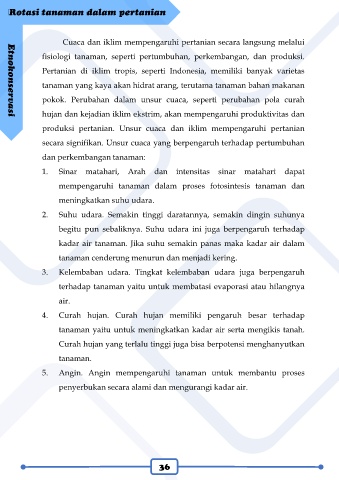 Rotasi tanaman dalam pertanian
Etnokonservasi
Cuaca dan iklim mempengaruhi pertanian secara langsung melalui
fisiologi tanaman, seperti pertumbuhan, perkembangan, dan produksi.
Pertanian di iklim tropis, seperti Indonesia, memiliki banyak varietas
tanaman yang kaya akan hidrat arang, terutama tanaman bahan makanan
pokok. Perubahan dalam unsur cuaca, seperti perubahan pola curah
hujan dan kejadian iklim ekstrim, akan mempengaruhi produktivitas dan
produksi pertanian. Unsur cuaca dan iklim mempengaruhi pertanian
secara signifikan. Unsur cuaca yang berpengaruh terhadap pertumbuhan
dan perkembangan tanaman:
1. Sinar matahari, Arah dan intensitas sinar matahari dapat
mempengaruhi tanaman dalam proses fotosintesis tanaman dan
meningkatkan suhu udara.
2. Suhu udara. Semakin tinggi daratannya, semakin dingin suhunya
begitu pun sebaliknya. Suhu udara ini juga berpengaruh terhadap
kadar air tanaman. Jika suhu semakin panas maka kadar air dalam
tanaman cenderung menurun dan menjadi kering.
3. Kelembaban udara. Tingkat kelembaban udara juga berpengaruh
terhadap tanaman yaitu untuk membatasi evaporasi atau hilangnya
air.
4. Curah hujan. Curah hujan memiliki pengaruh besar terhadap
tanaman yaitu untuk meningkatkan kadar air serta mengikis tanah.
Curah hujan yang terlalu tinggi juga bisa berpotensi menghanyutkan
tanaman.
5. Angin. Angin mempengaruhi tanaman untuk membantu proses
penyerbukan secara alami dan mengurangi kadar air.
36